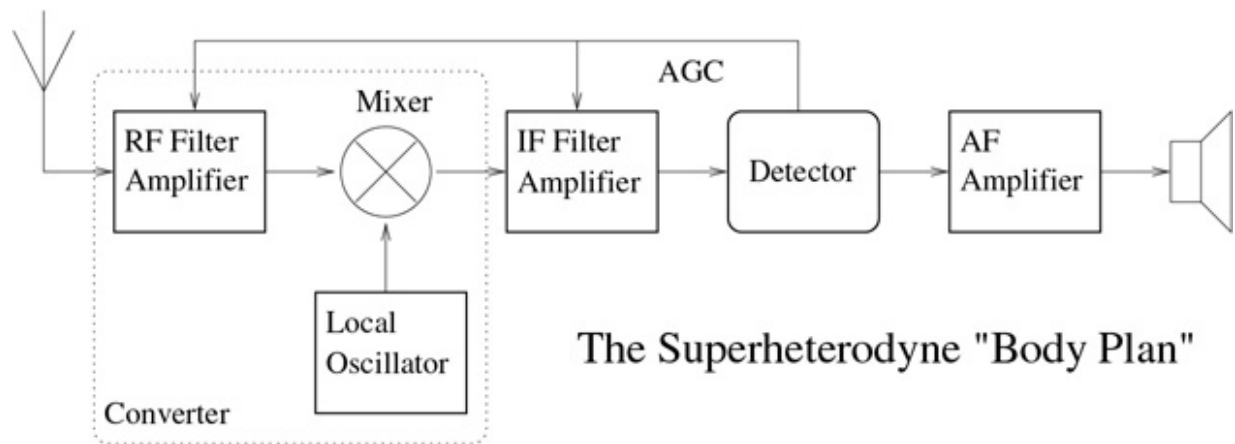 AGC
Mixer
RF Filter
Amplifier
IF Filter
Amplifier
Detector
AF
Amplifier
Local
Oscillator
Converter
The Superheterodyne "Body Plan"